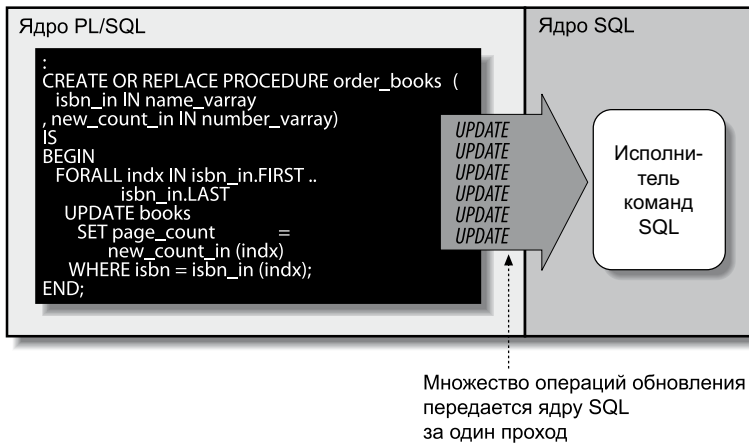 Ядро PL/SQL
:
CREATE OR REPLACE PROCEDURE order_books (
isbn_in IN name_varray
, new_count_in IN number_varray)
IS
BEGIN
FORALL indx IN isbn_in.FIRST ..
isbn_in.LAST
UPDATE books
SET page_count =
new_count_in (indx)
WHERE isbn = isbn_in (indx);
END;
UPDATE
UPDATE
UPDATE
UPDATE
UPDATE
UPDATE
Ядро SQL
Исполни-
тель
команд
SQL
Множество операций обновления
передается ядру SQL
за один проход